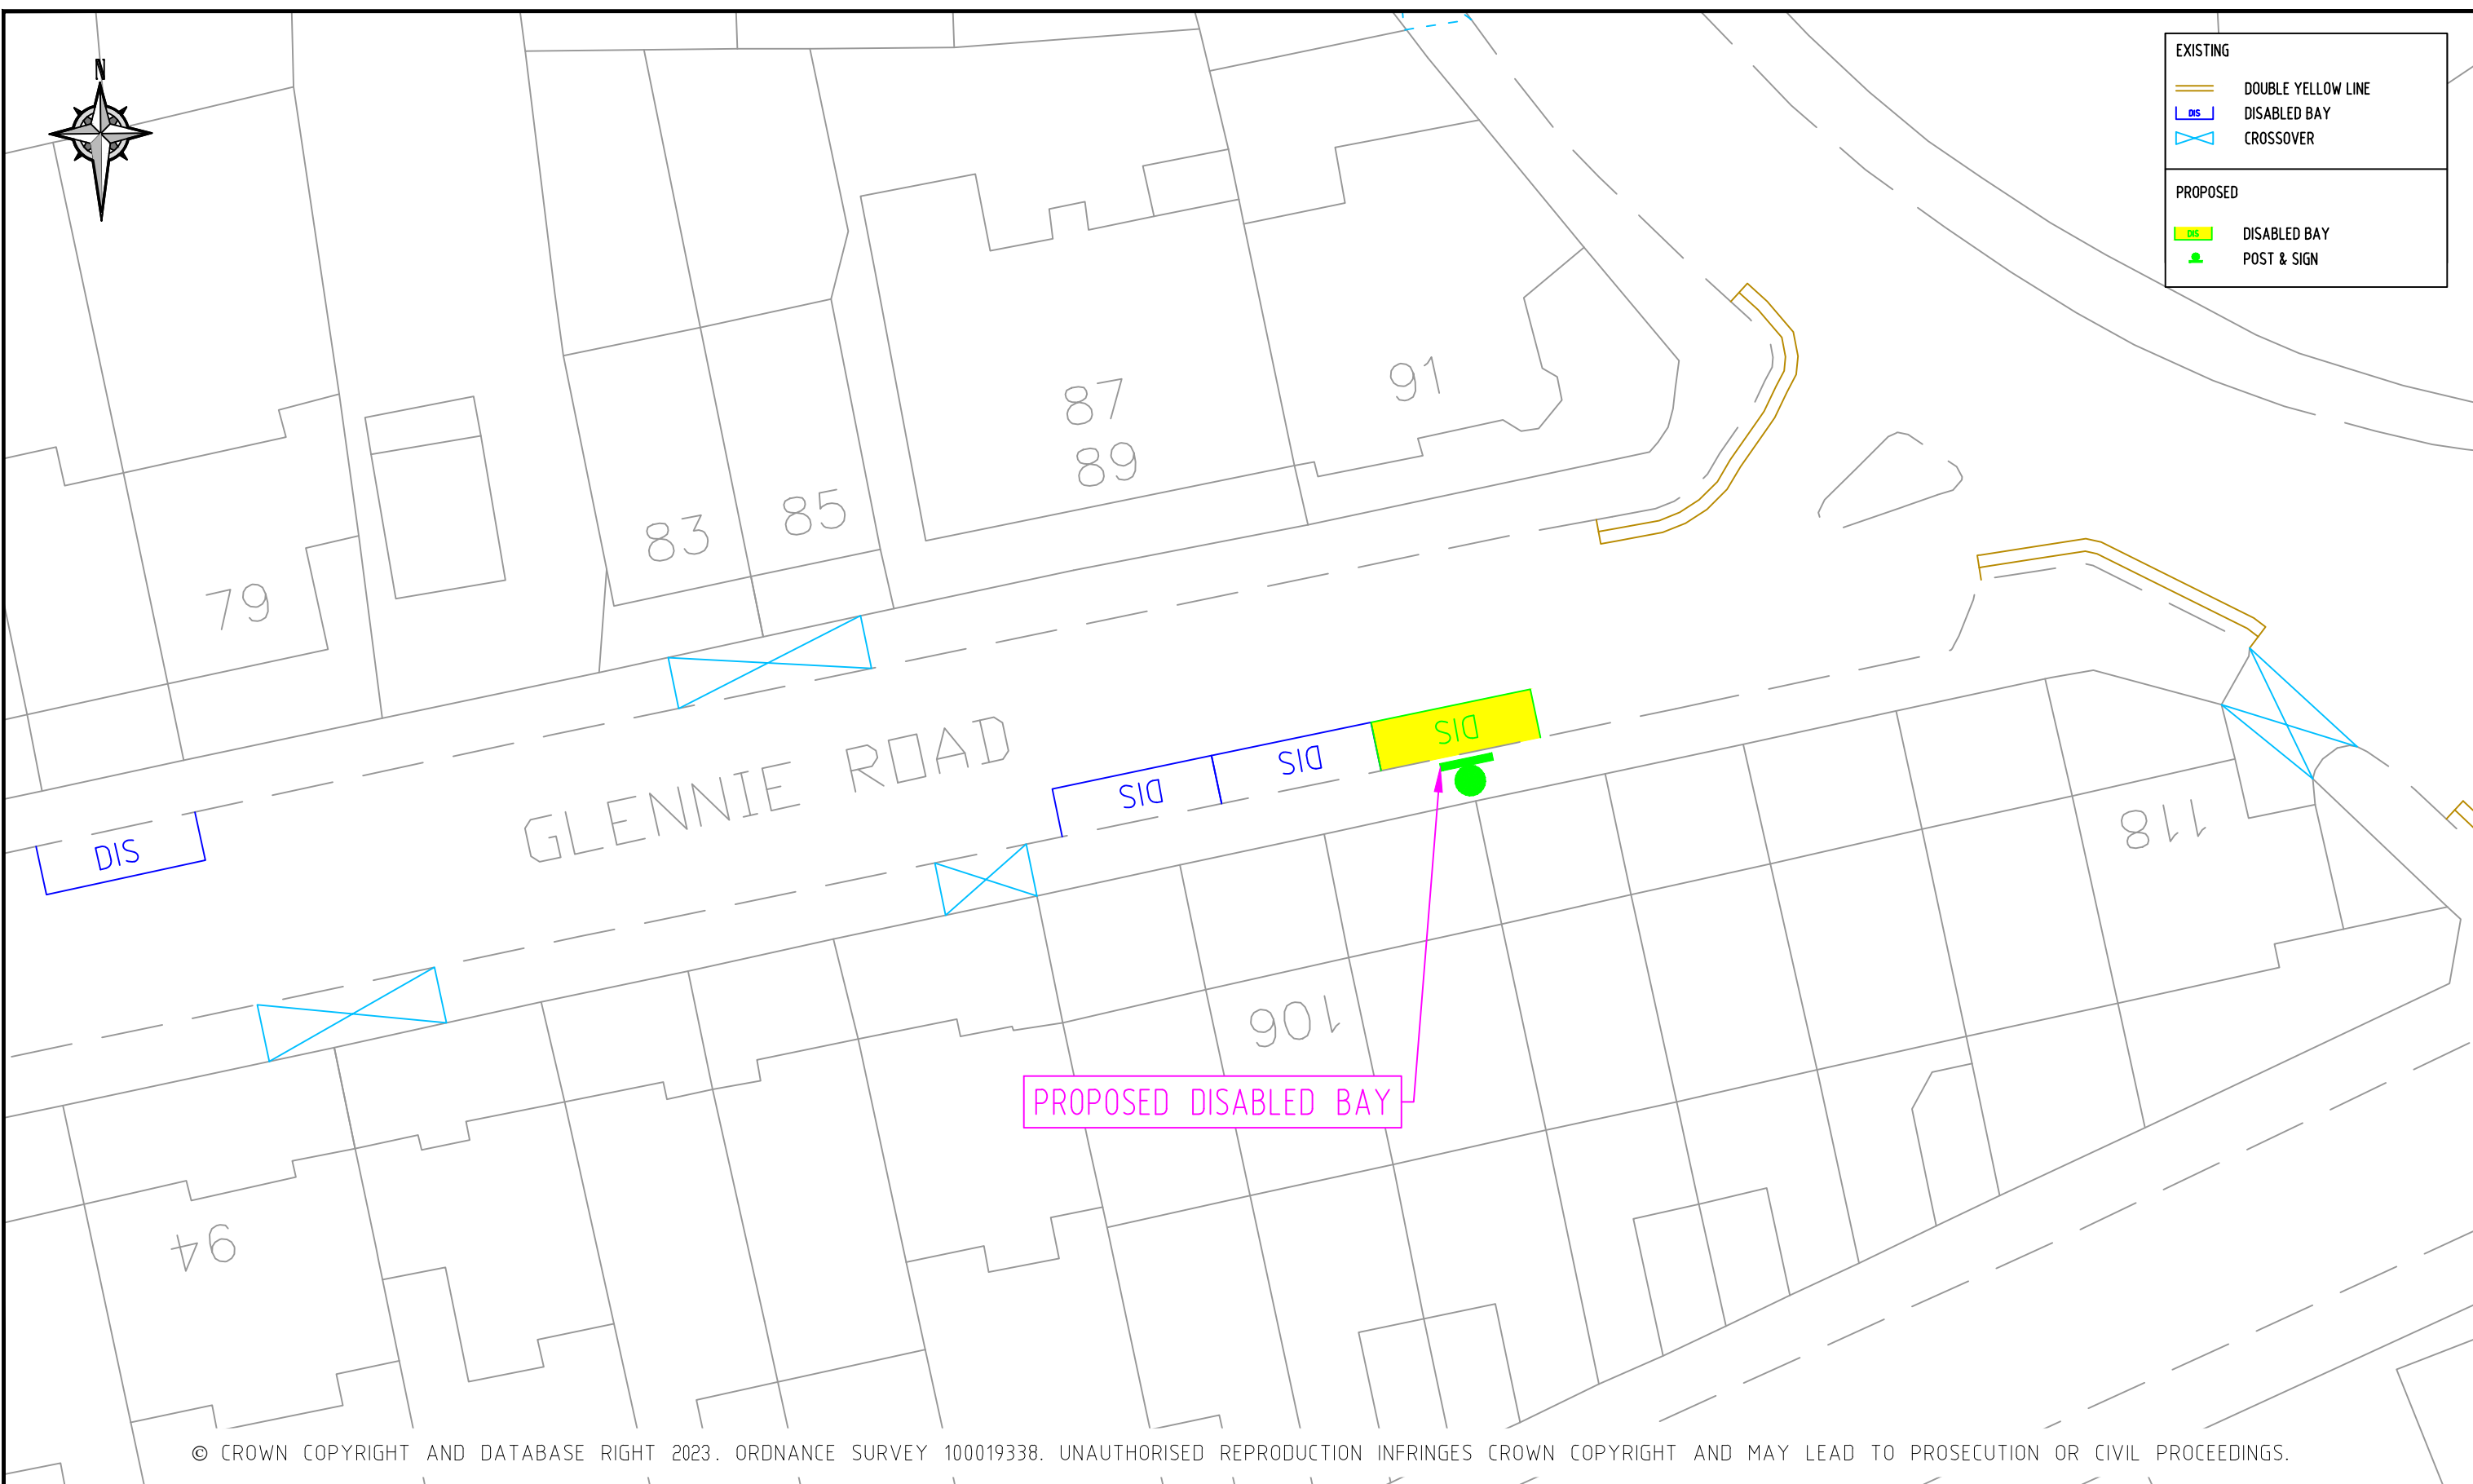 N
EXISTING
DOUBLE YELLOW LINE
DIS DISABLED BAY
CROSSOVER
PROPOSED
DIS DISABLED BAY
POST & SIGN
91
87
89
85
83
79
GLENNIE ROAD
DIS
DIS
DIS
DIS
118
106
PROPOSED DISABLED BAY
94
© CROWN COPYRIGHT AND DATABASE RIGHT 2023. ORDNANCE SURVEY 100019338. UNAUTHORISED REPRODUCTION INFRINGES CROWN COPYRIGHT AND MAY LEAD TO PROSECUTION OR CIVIL PROCEEDINGS.